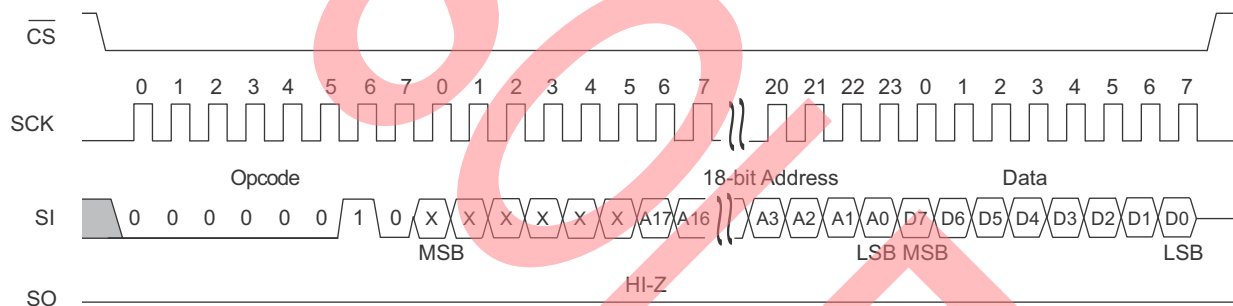 CS
0 1 2 3 4 5 6 7 0 1 2 3 4 5 6 7 20 21 22 23 0 1 2 3 4 5 6 7
SCK
Opcode 18-bit Address Data
SI 0 0 0 0 0 0 1 0 X X X X X X A17 A16 A3 A2 A1 A0 D7 D6 D5 D4 D3 D2 D1 D0
MSB LSB MSB LSB
HI-Z
SO